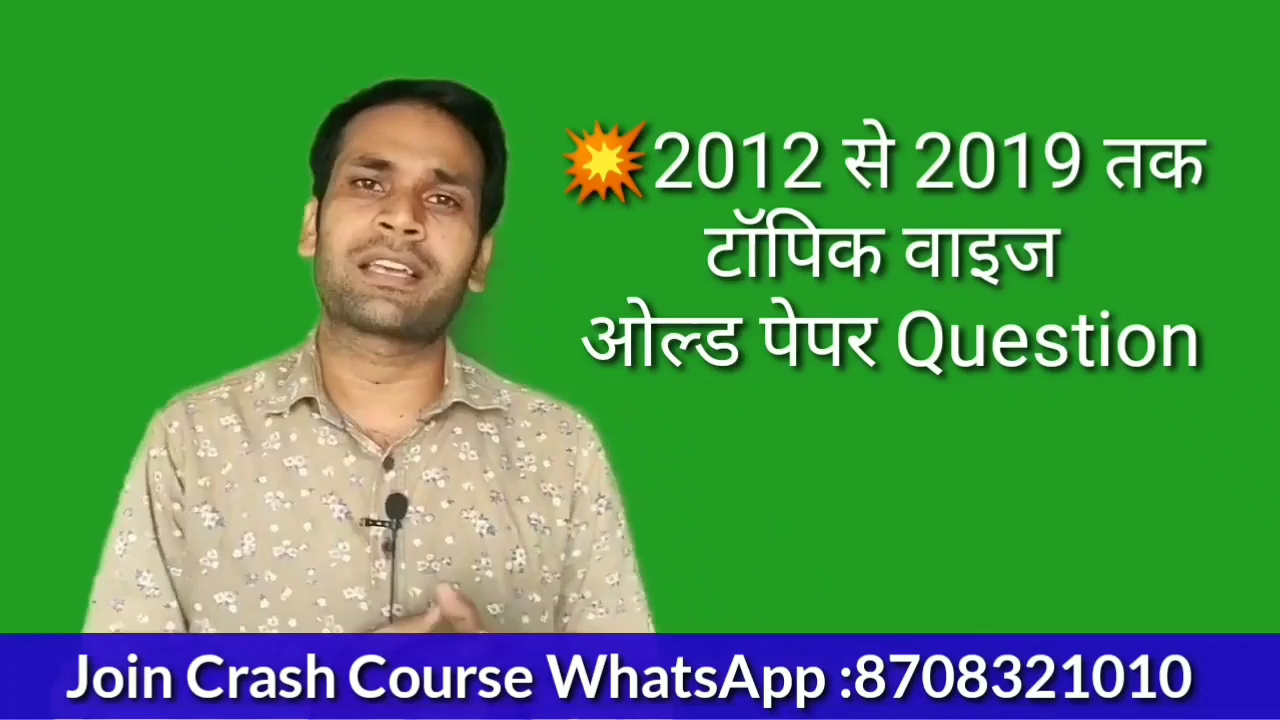 💥2012 से 2019 तक
टॉपिक वाइज
ओल्ड पेपर Question
Join Crash Course WhatsApp :8708321010